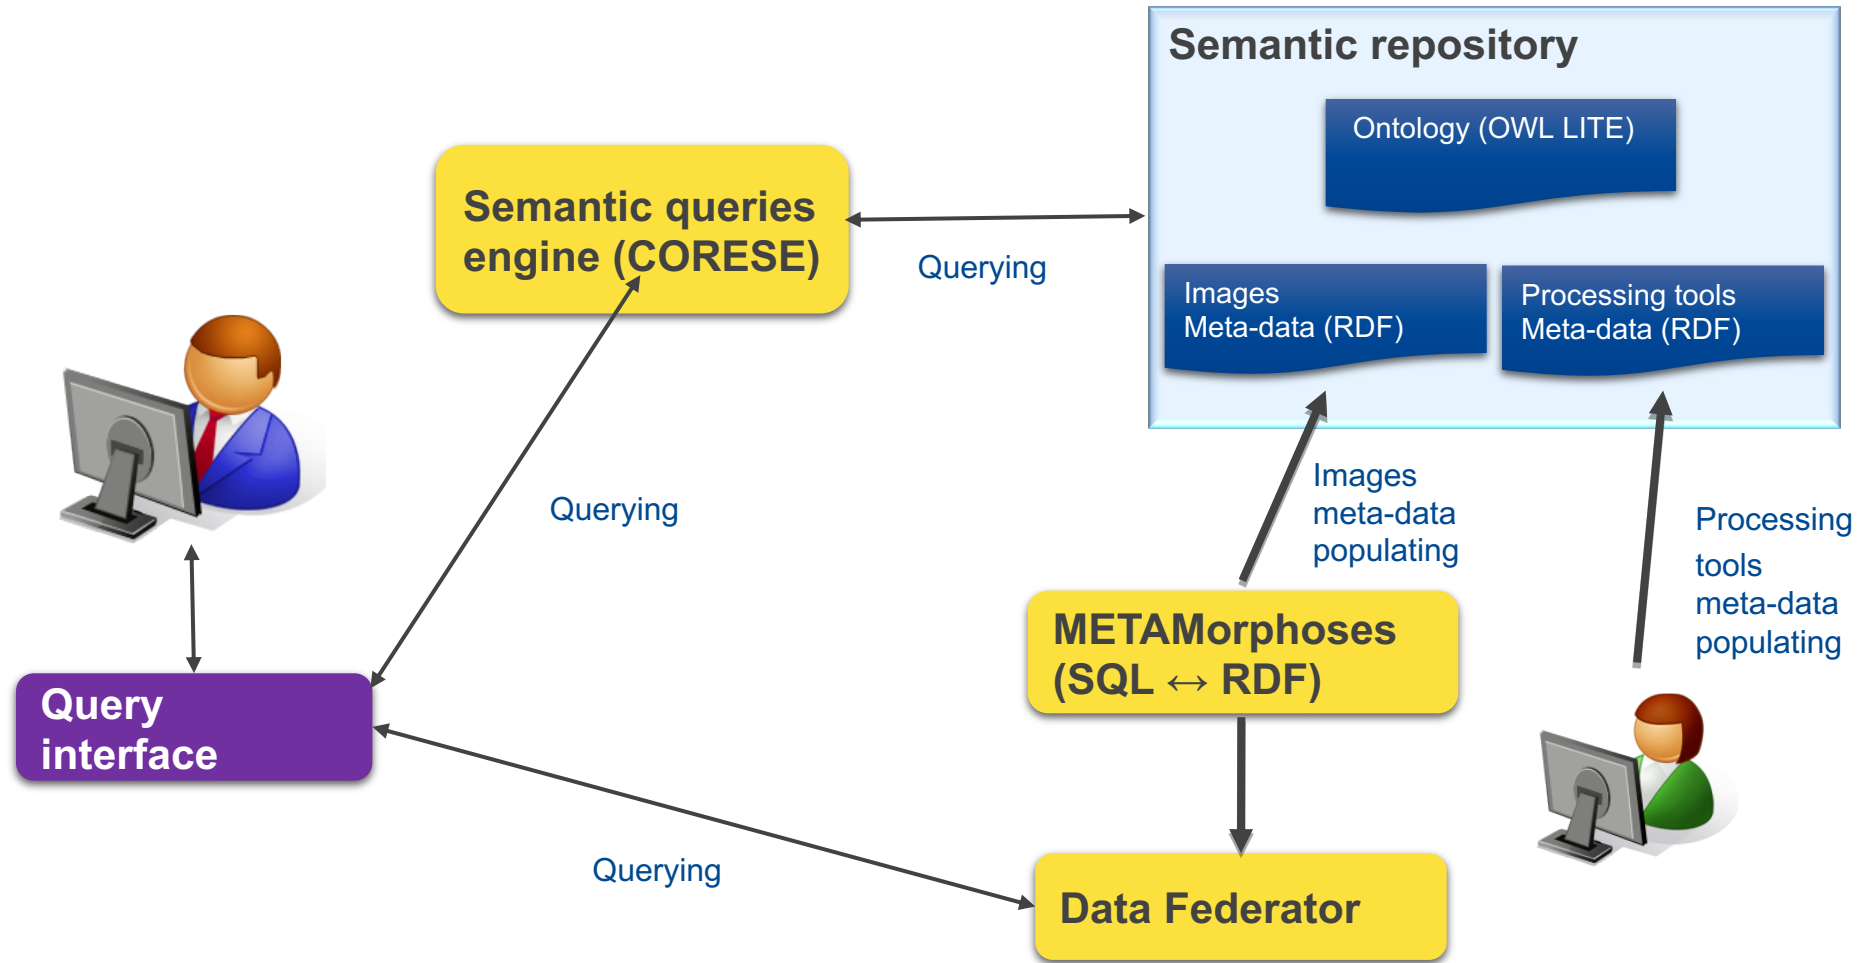 Semantic repository
Ontology (OWL LITE)
Semantic queries
engine (CORESE)
Querying
Images
Meta-data (RDF)
Processing tools
Meta-data (RDF)
Querying
Images
meta-data
populating
Processing
tools
meta-data
populating
METAMorphoses
(SQL ↔ RDF)
Query
interface
Querying
Data Federator